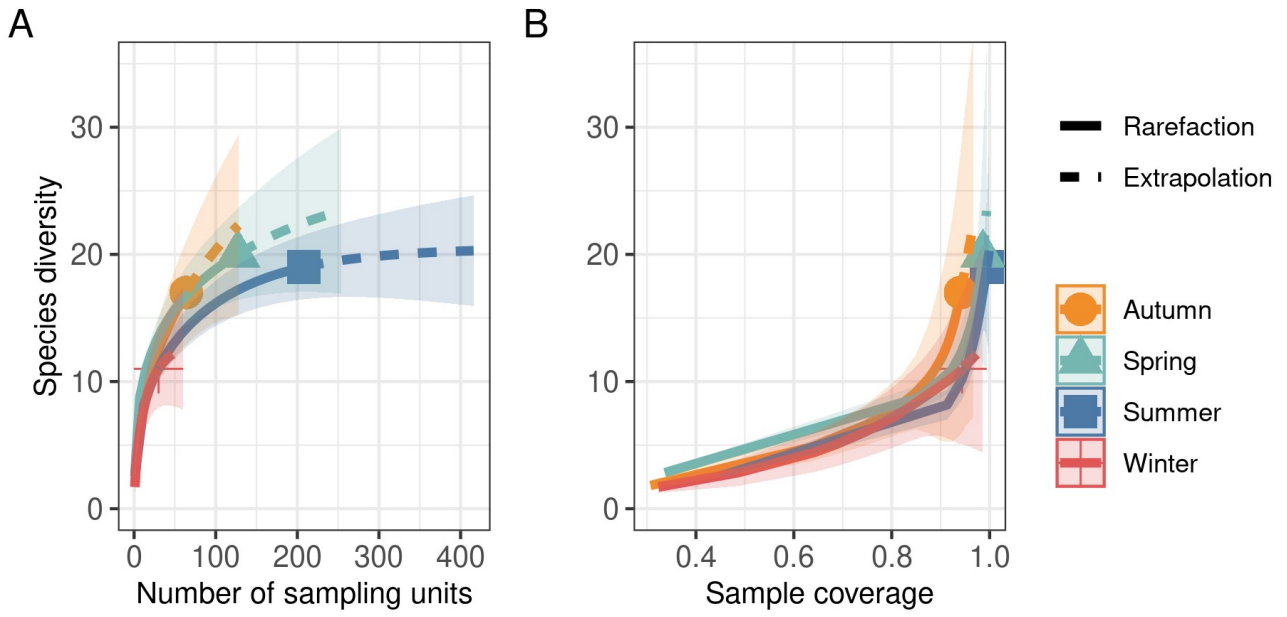 A
B
Species diversity
30
20
10
0
0 100 200 300 400
Number of sampling units
30
20
10
0
0.4 0.6 0.8 1.0
Sample coverage
Rarefaction
Extrapolation
Autumn
Spring
Summer
Winter